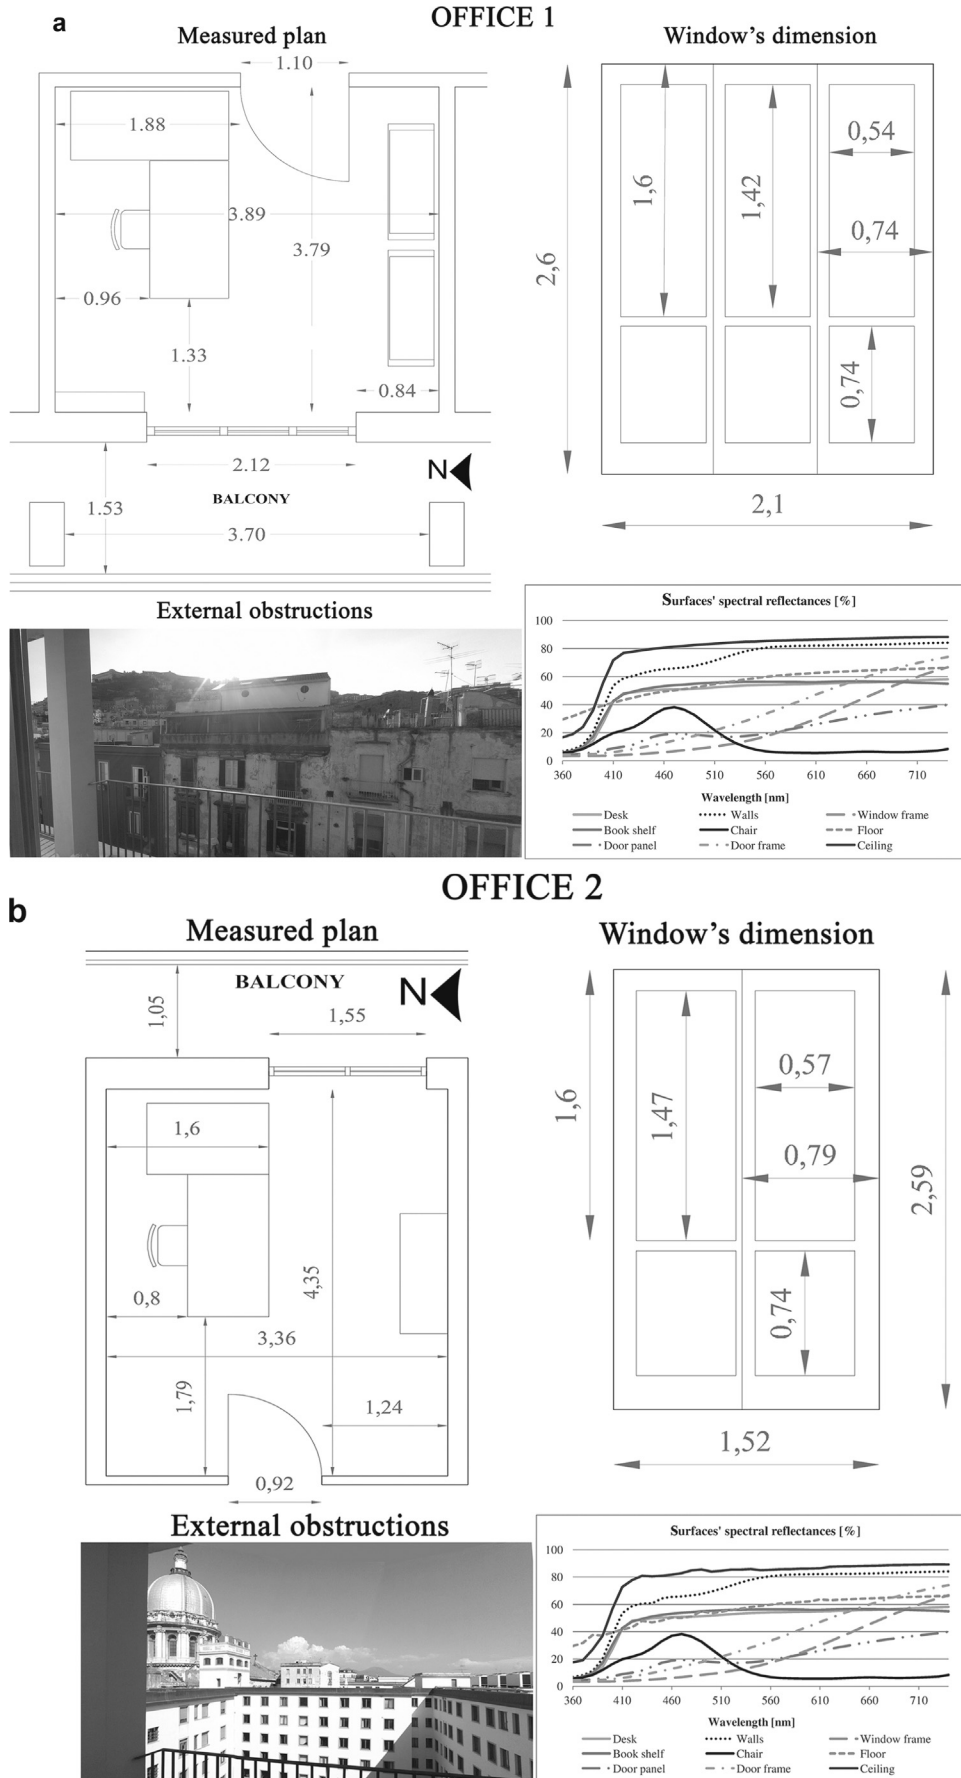 a
OFFICE 1
Measured plan
Window's dimension
1.10
1.88
3.89
3.79
0.96
1.33
0.84
2.12
N
BALCONY
1.53
3.70
2,6
1,6
1,42
0,54
0,74
0,74
2,1
External obstructions
Surfaces' spectral reflectances [%]
100
80
60
40
20
0
360 410 460 510 560 610 660 710
Wavelength [nm]
Desk Walls Window frame
Book shelf Chair Floor
Door panel Door frame Ceiling
OFFICE 2
b
Measured plan
Window's dimension
BALCONY
N
1,05
1,55
1,6
0,8
4,35
3,36
1,79
1,24
0,92
1,6
1,47
0,57
0,79
2,59
0,74
1,52
External obstructions
Surfaces' spectral reflectances [%]
100
80
60
40
20
0
360 410 460 510 560 610 660 710
Wavelength [nm]
Desk Walls Window frame
Book shelf Chair Floor
Door panel Door frame Ceiling